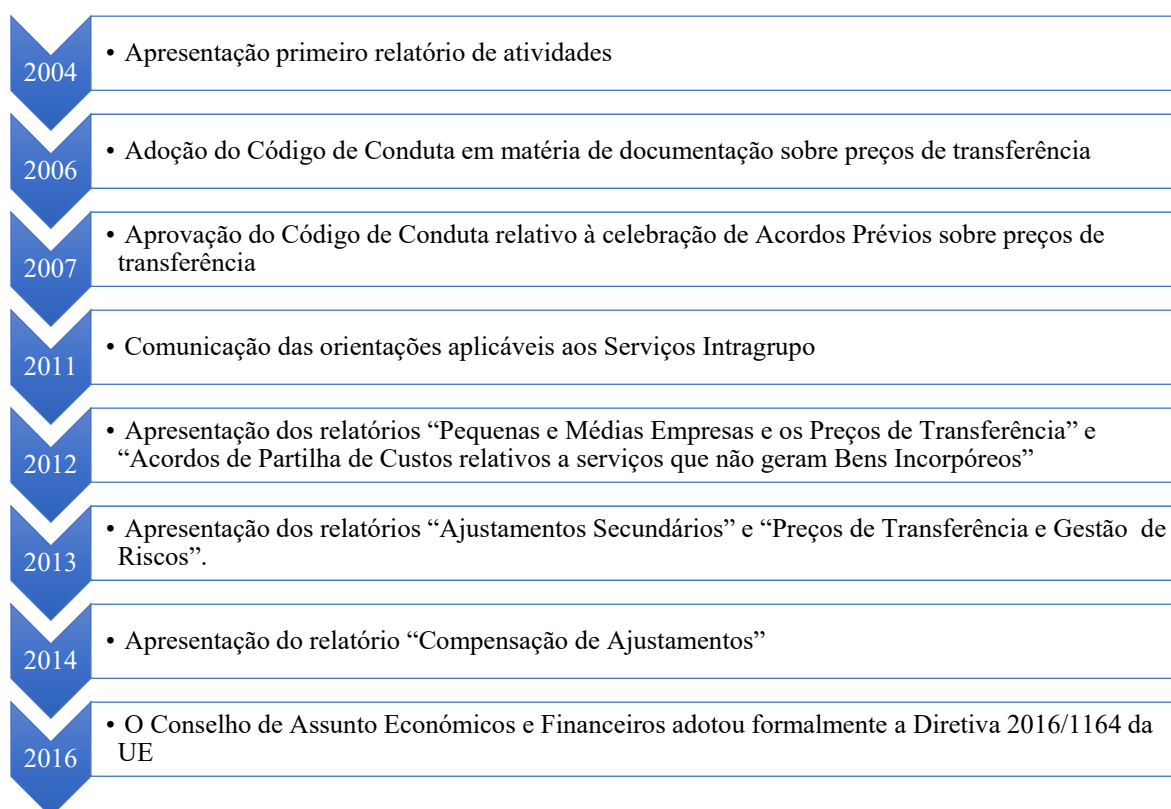 2004
• Apresentação primeiro relatório de atividades
2006
• Adoção do Código de Conduta em matéria de documentação sobre preços de transferência
2007
• Aprovação do Código de Conduta relativo à celebração de Acordos Prévios sobre preços de
transferência
2011
• Comunicação das orientações aplicáveis aos Serviços Intragrupo
2012
• Apresentação dos relatórios “Pequenas e Médias Empresas e os Preços de Transferência” e
“Acordos de Partilha de Custos relativos a serviços que não geram Bens Incorpóreos”
2013
• Apresentação dos relatórios “Ajustamentos Secundários” e “Preços de Transferência e Gestão de
Riscos”.
2014
• Apresentação do relatório “Compensação de Ajustamentos”
2016
• O Conselho de Assunto Económicos e Financeiros adotou formalmente a Diretiva 2016/1164 da
UE